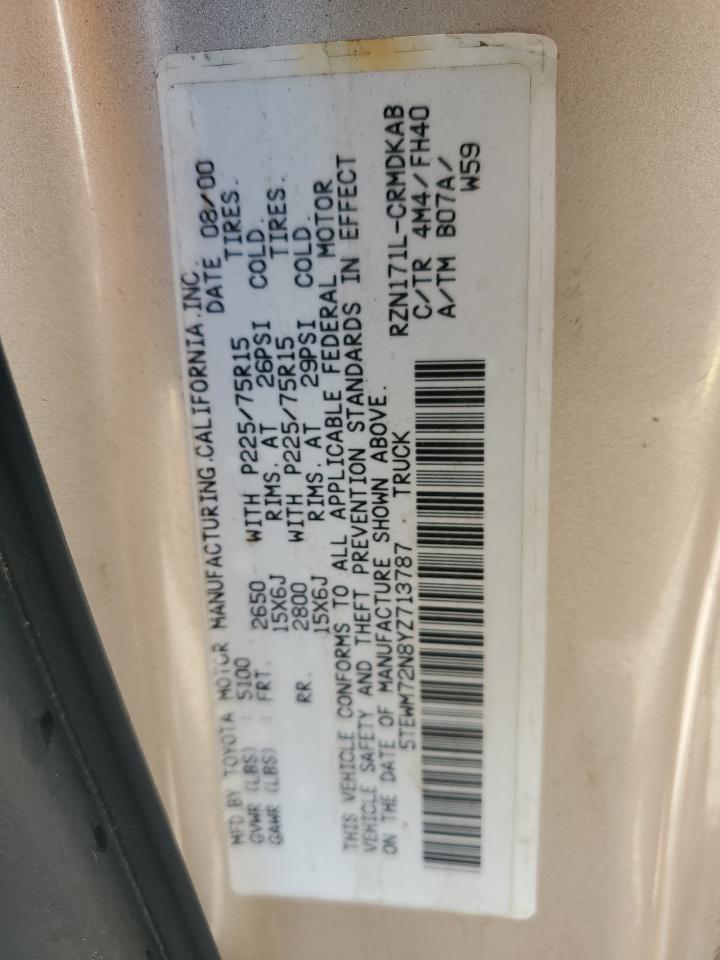 MFD BY TOYOTA MOTOR MANUFACTURING.CALIFORNIA.INC.
GVWR (LBS) : 5100 DATE 08/00
GAWR (LBS) : FRT. 2650 WITH P225/75R15 TIRES.
15X6J RIMS. AT 26PSI COLD.
RR. 2800 WITH P225/75R15 TIRES.
15X6J RIMS. AT 29PSI COLD.
THIS VEHICLE CONFORMS TO ALL APPLICABLE FEDERAL MOTOR
VEHICLE SAFETY AND THEFT PREVENTION STANDARDS IN EFFECT
ON THE DATE OF MANUFACTURE SHOWN ABOVE.
5TEWM72N8YZ713787 TRUCK
RZN171L-CRMDKAB
C/TR 4M4/FH40
A/TM B07A/
W59